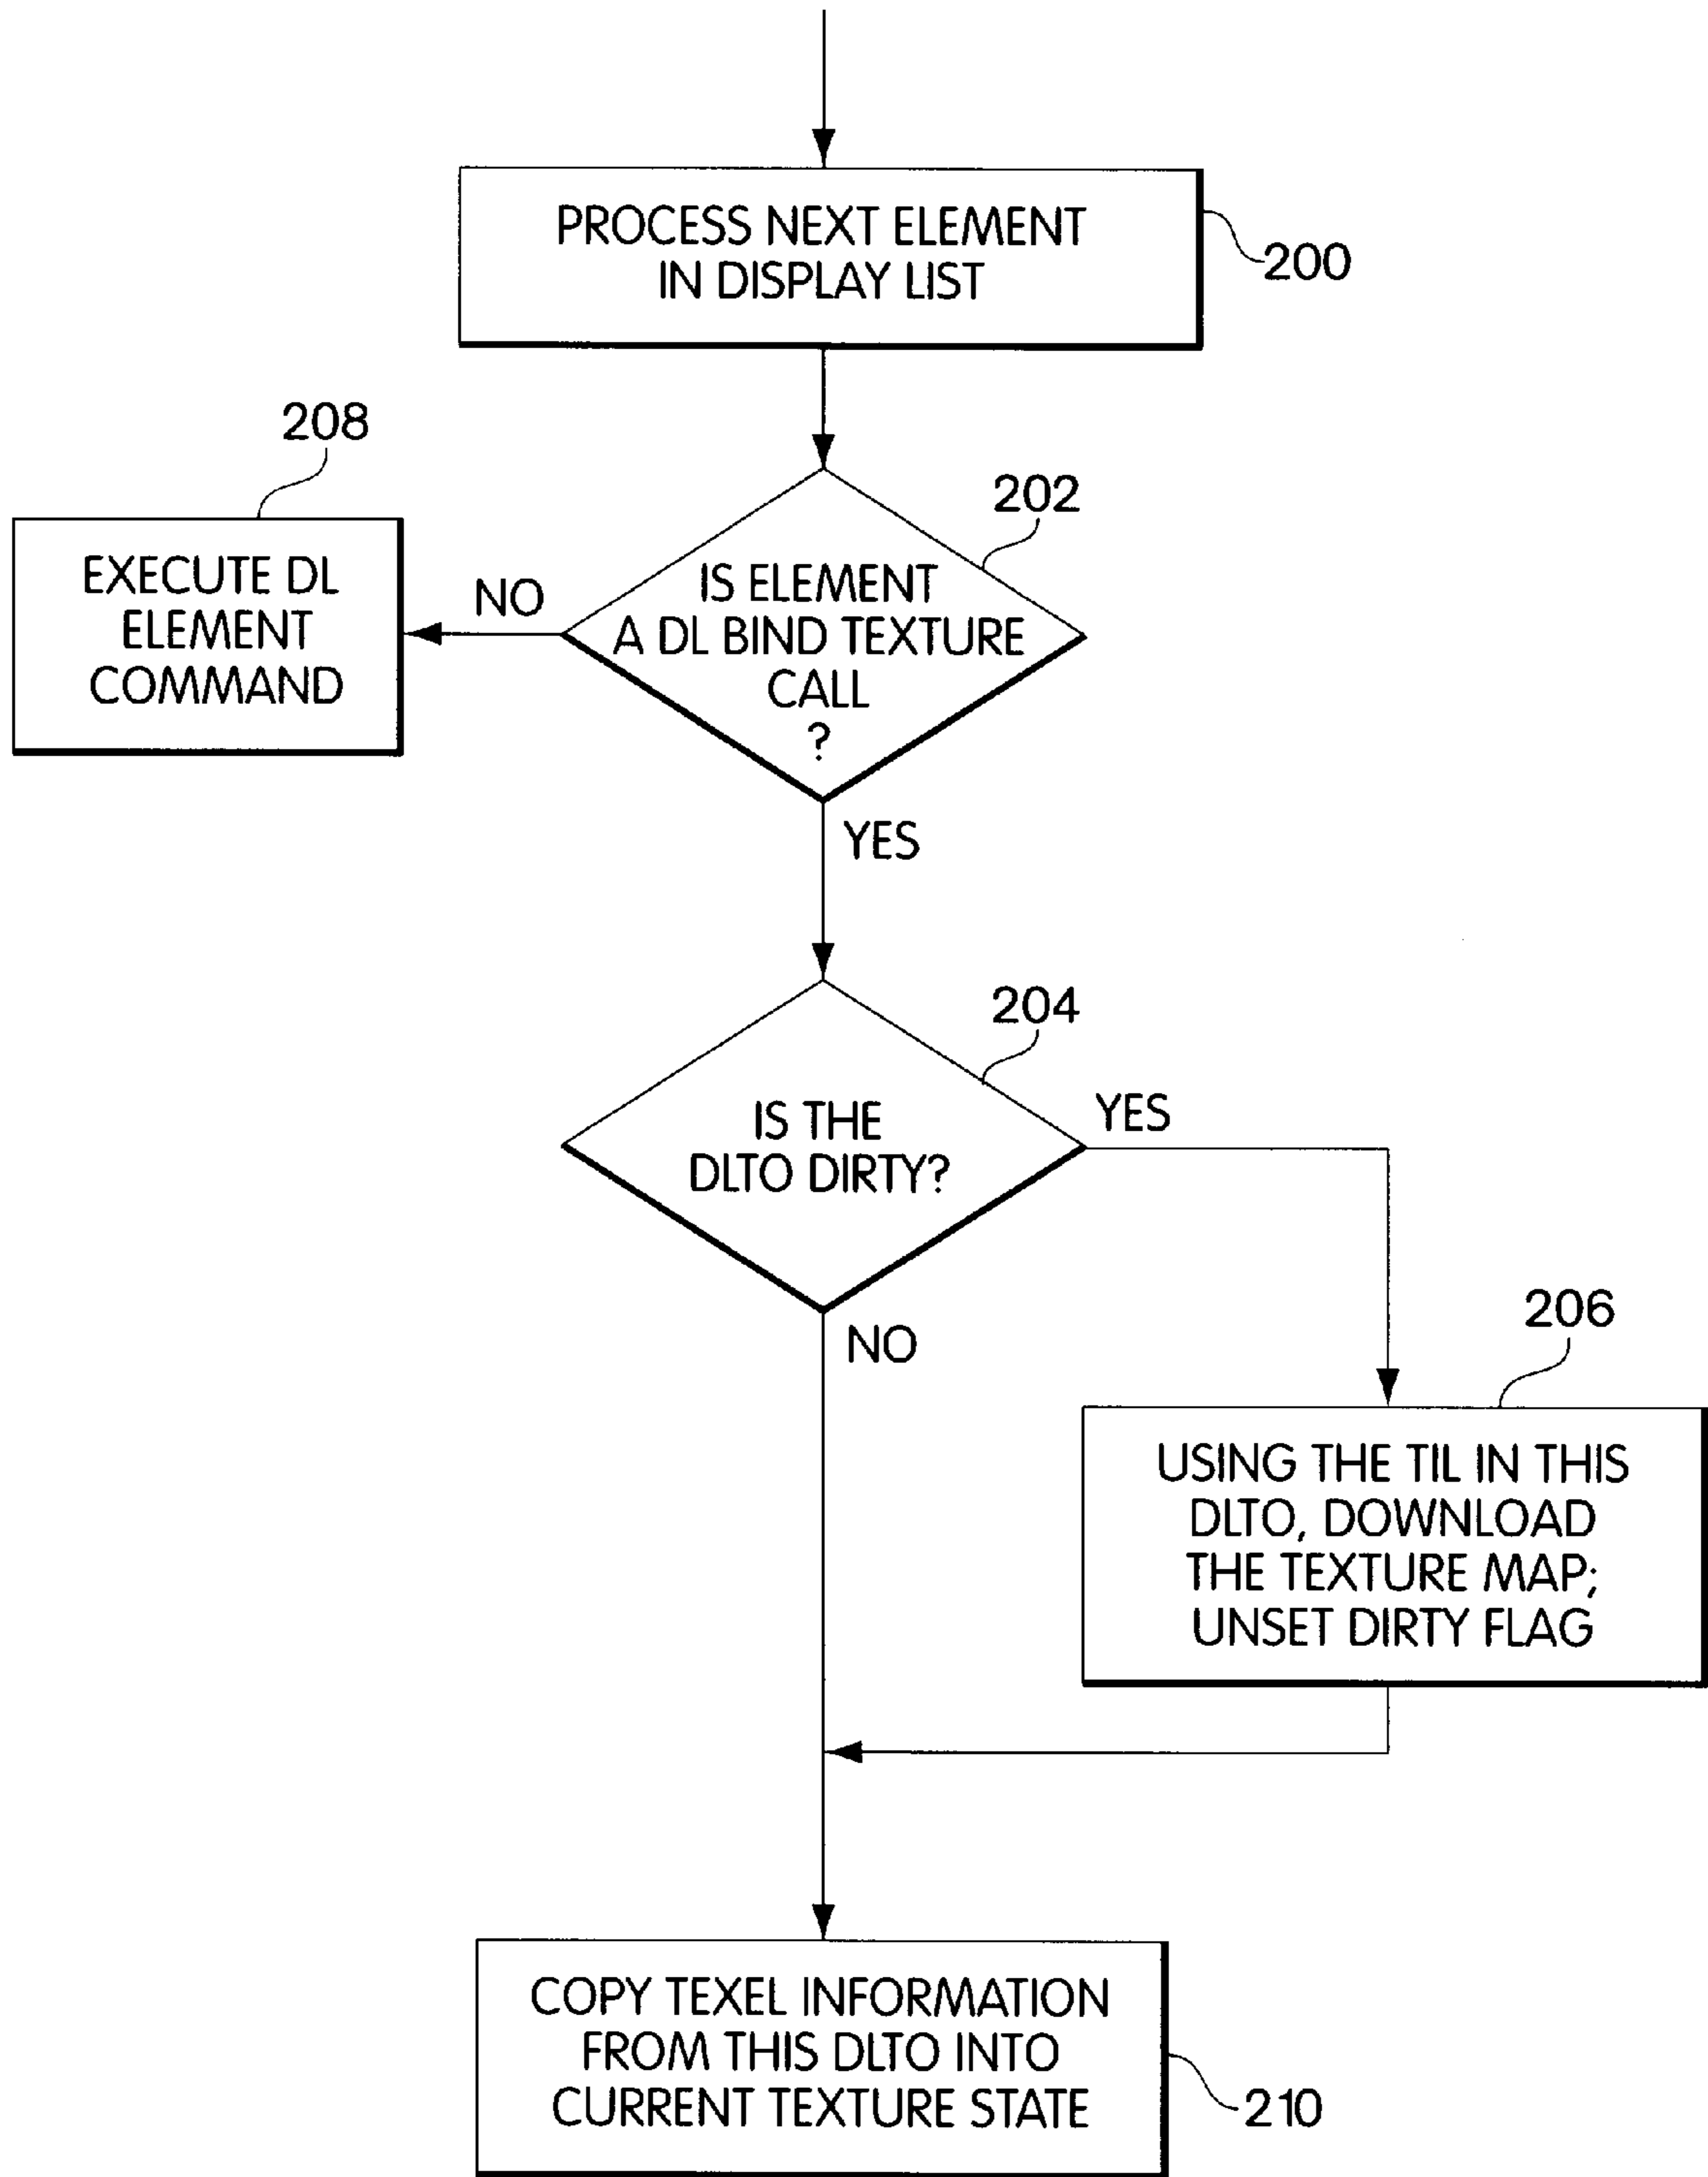 PROCESS NEXT ELEMENT
IN DISPLAY LIST
200
208
202
EXECUTE DL
ELEMENT
COMMAND
NO
IS ELEMENT
A DL BIND TEXTURE
CALL
?
YES
204
IS THE
DLTO DIRTY?
YES
NO
206
USING THE TIL IN THIS
DLTO, DOWNLOAD
THE TEXTURE MAP;
UNSET DIRTY FLAG
COPY TEXEL INFORMATION
FROM THIS DLTO INTO
CURRENT TEXTURE STATE
210